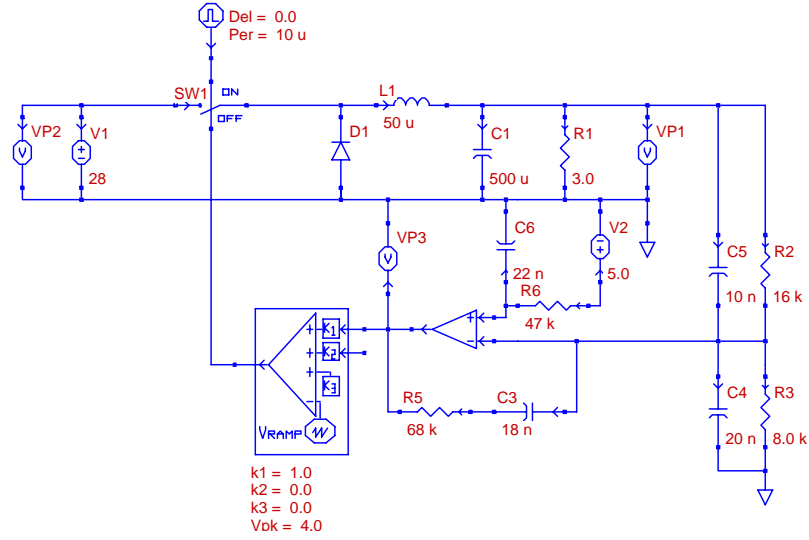 Del = 0.0
Per = 10 u
SW1
ON
OFF
L1
50 u
VP2
V
V1
28
D1
C1
500 u
R1
3.0
VP1
V
VP3
V
C6
22 n
V2
5.0
R6
47 k
C5
10 n
R2
16 k
K1
K2
K3
VRAMP
R5
68 k
C3
18 n
C4
20 n
R3
8.0 k
k1 = 1.0
k2 = 0.0
k3 = 0.0
Vpk = 4.0